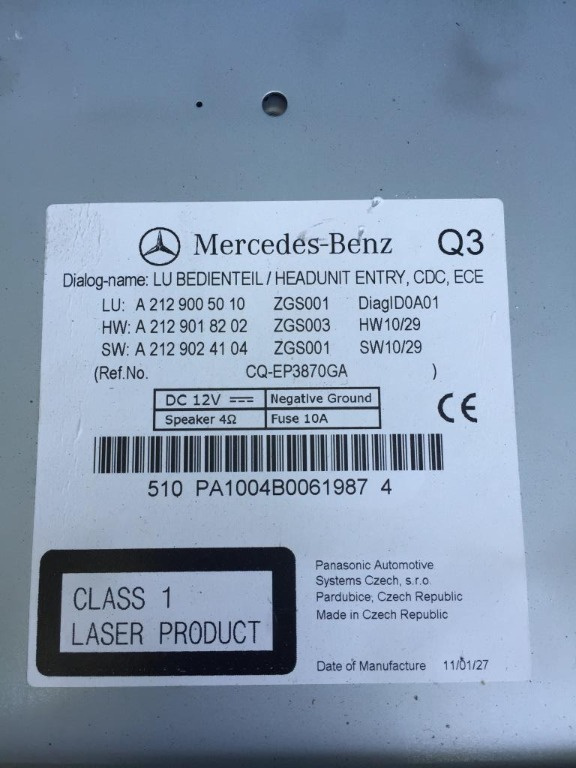 Mercedes-Benz Q3
Dialog-name: LU BEDIENTEIL / HEADUNIT ENTRY, CDC, ECE
LU: A 212 900 50 10 ZGS001 DiagID0A01
HW: A 212 901 82 02 ZGS003 HW10/29
SW: A 212 902 41 04 ZGS001 SW10/29
(Ref.No. CQ-EP3870GA )
DC 12V ⎓ Negative Ground
Speaker 4Ω Fuse 10A
CE
510 PA1004B0061987 4
CLASS 1
LASER PRODUCT
Panasonic Automotive
Systems Czech, s.r.o.
Pardubice, Czech Republic
Made in Czech Republic
Date of Manufacture 11/01/27